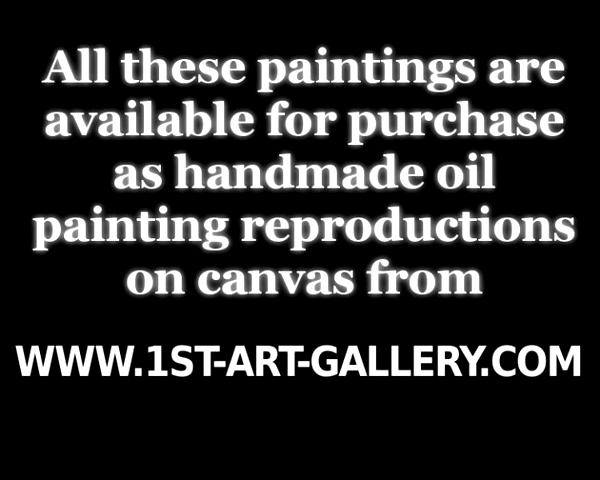 All these paintings are
available for purchase
as handmade oil
painting reproductions
on canvas from
WWW.1ST-ART-GALLERY.COM